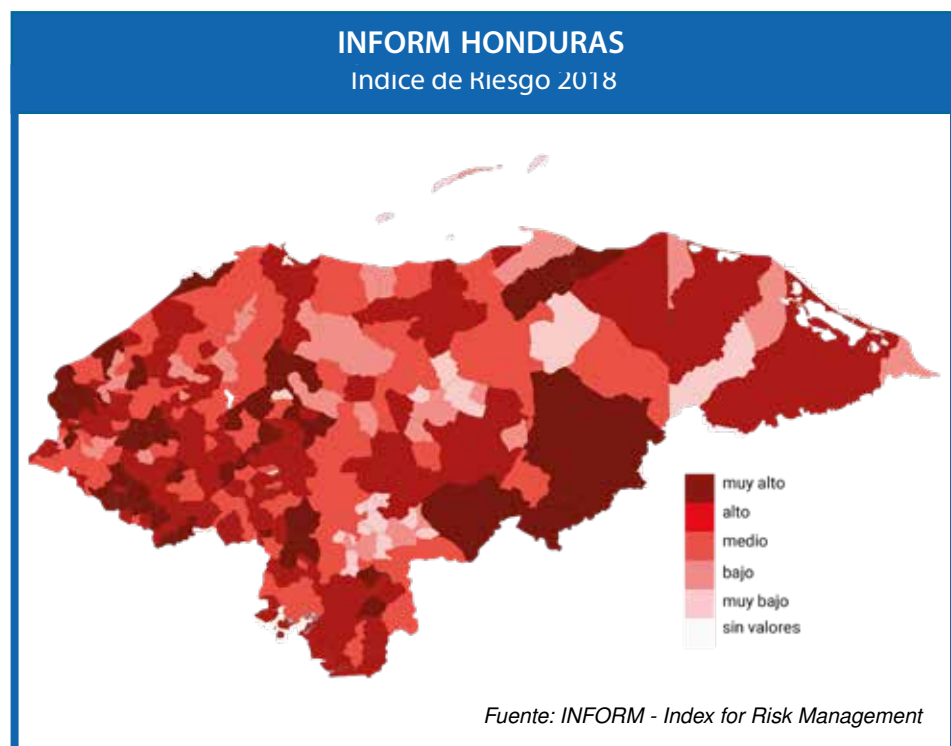 INFORM HONDURAS
Índice de Riesgo 2018
muy alto
alto
medio
bajo
muy bajo
sin valores
Fuente: INFORM - Index for Risk Management